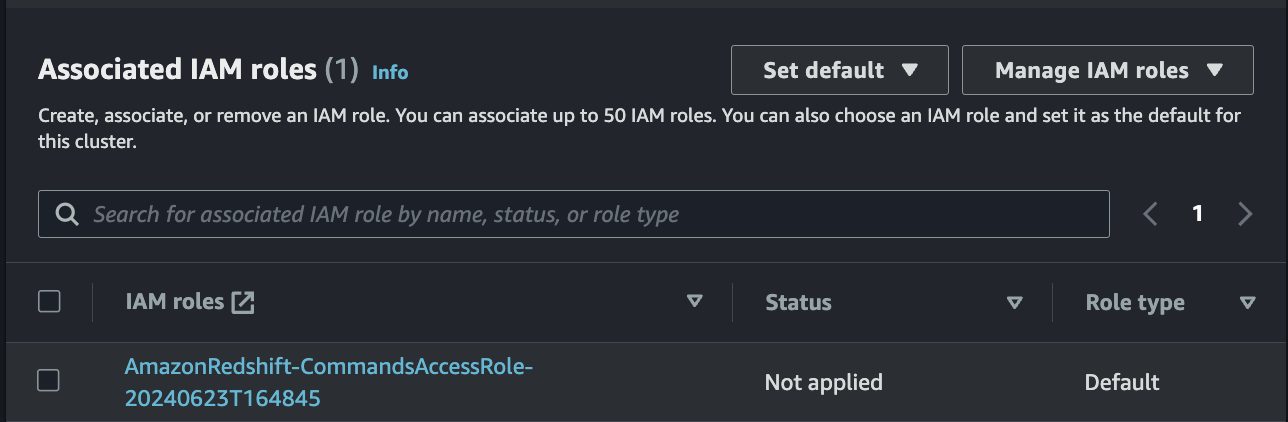 Associated IAM roles (1) Info
Set default
Manage IAM roles
Create, associate, or remove an IAM role. You can associate up to 50 IAM roles. You can also choose an IAM role and set it as the default for
this cluster.
Search for associated IAM role by name, status, or role type
1
IAM roles
Status
Role type
AmazonRedshift-CommandsAccessRole-
20240623T164845
Not applied
Default